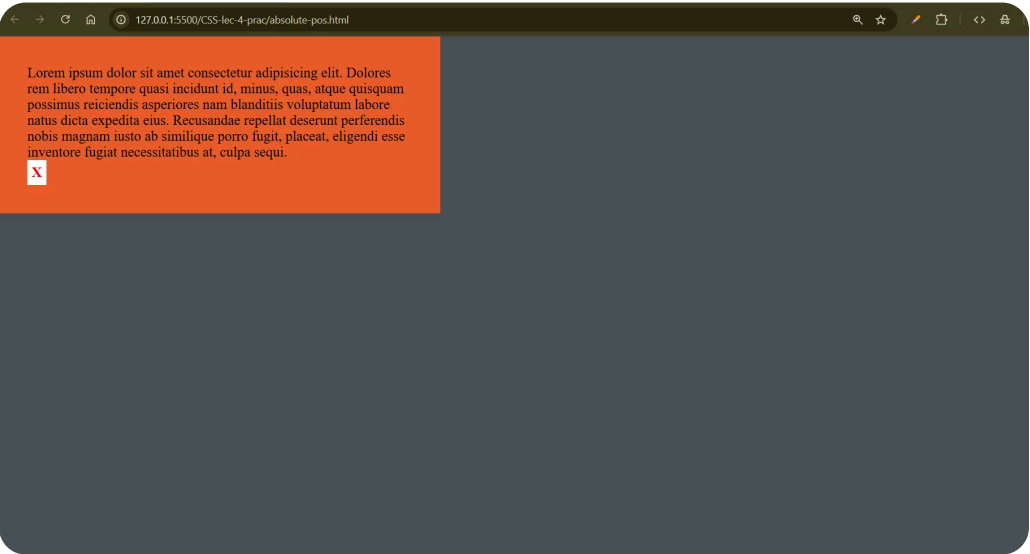 127.0.0.1:5500/CSS-lec-4-prac/absolute-pos.html
Lorem ipsum dolor sit amet consectetur adipisicing elit. Dolores
rem libero tempore quasi incidunt id, minus, quas, atque quisquam
possimus reiciendis asperiores nam blanditiis voluptatum labore
natus dicta expedita eius. Recusandae repellat deserunt perferendis
nobis magnam iusto ab similique porro fugit, placeat, eligendi esse
inventore fugiat necessitatibus at, culpa sequi.
X